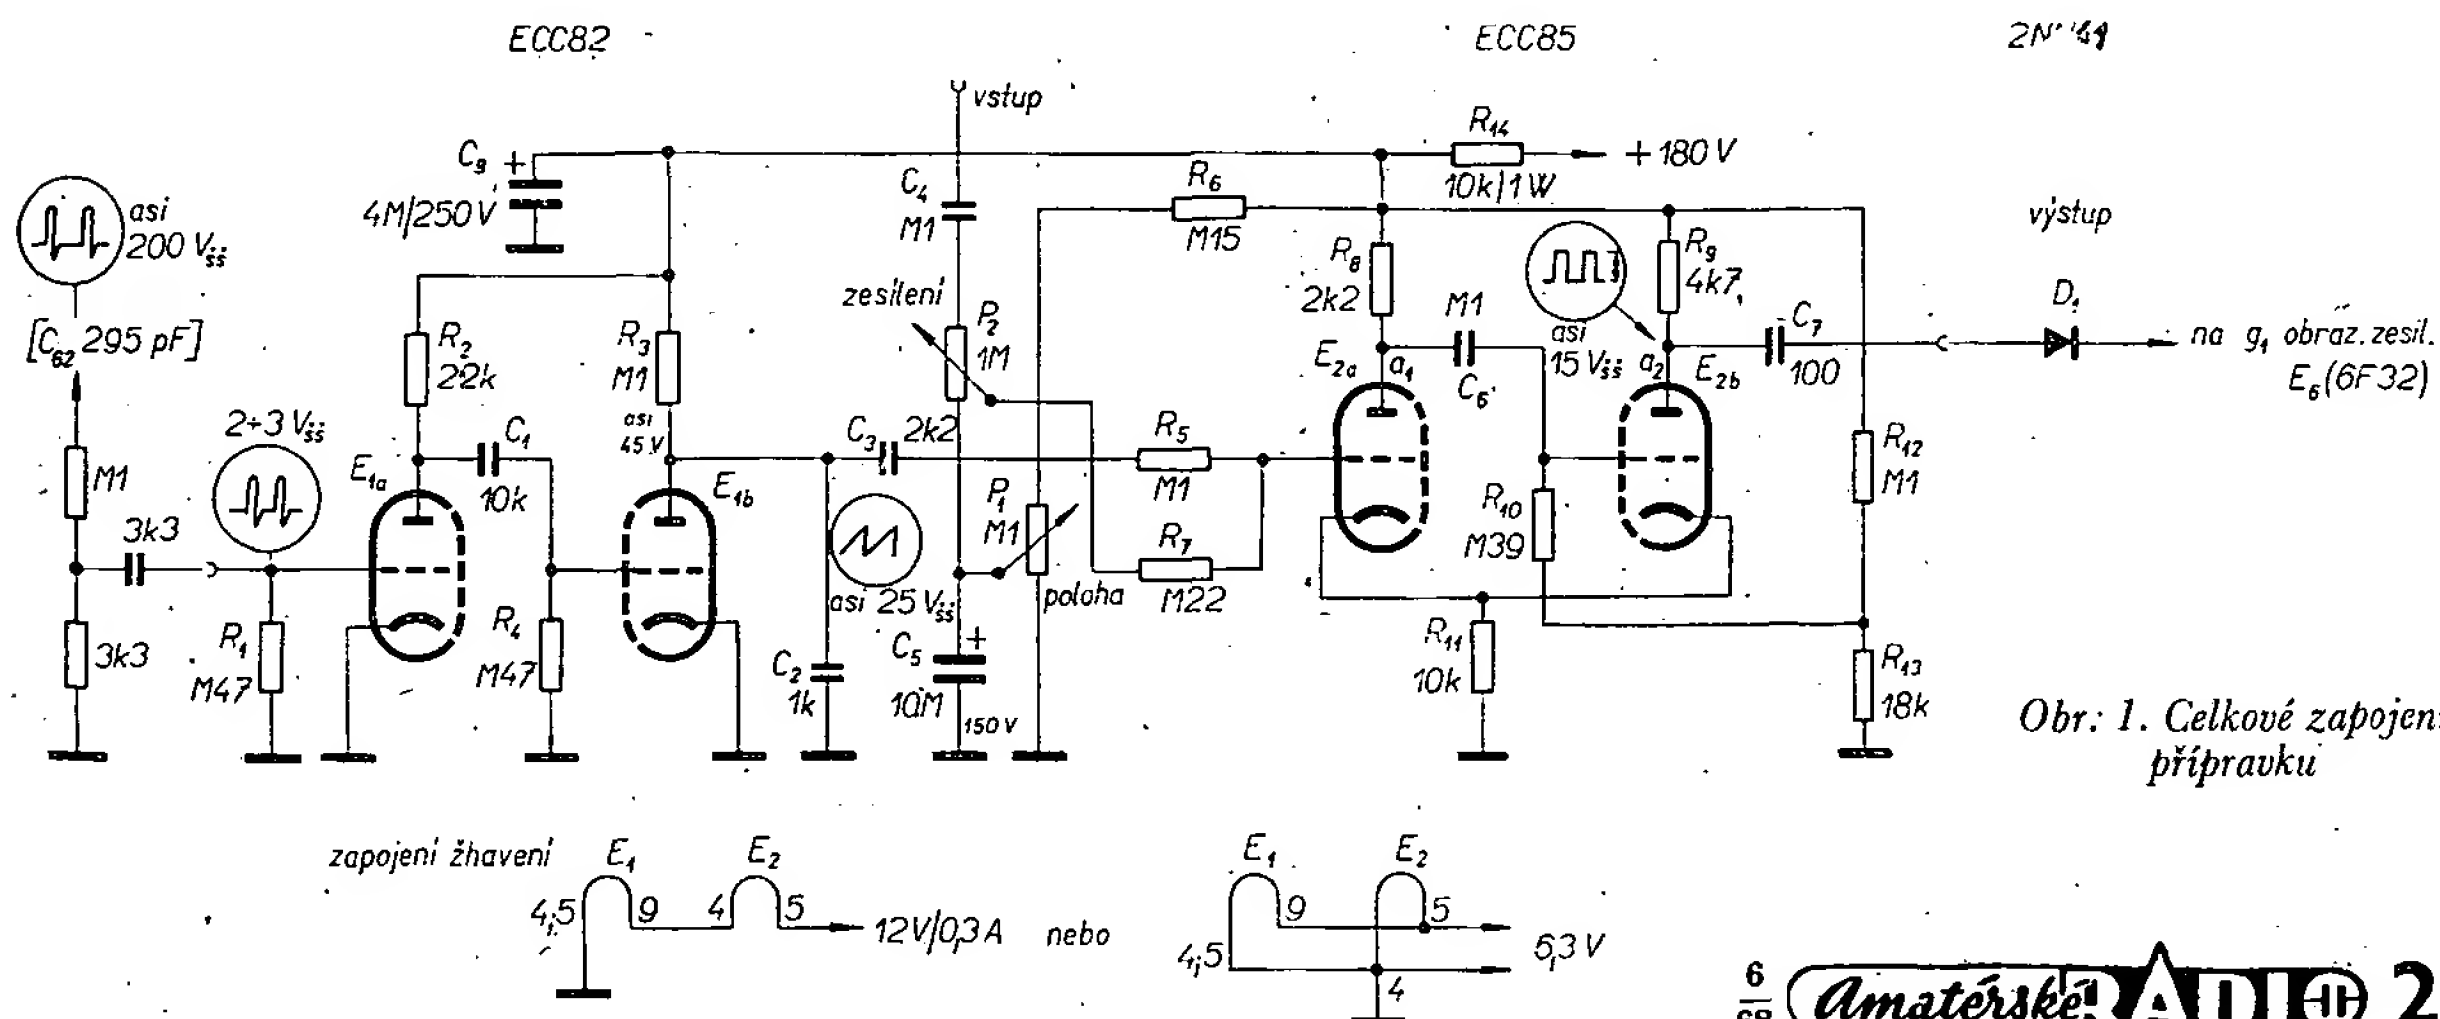 ECC82
ECC85
vstup
C₉ +
4M/250V
R₁₄
10k/1W
+180V
asi
200 Všš
[C₆₂ 295 pF]
C₄
M1
R₆
M15
výstup
zesílení
P₂
1M
R₈
2k2
M1
C₆
asi
15 Všš
R₉
4k7
C₇
100
D₁
na g₁ obraz. zesil.
E₆ (6F32)
R₂
22k
R₃
M1
asi
45 V
2÷3 Všš
M1
3k3
3k3
E₁ₐ
C₁
10k
E₁b
C₃ 2k2
R₅
M1
R₇
M22
E₂ₐ
a₁
a₂
E₂b
R₁₂
M1
P₁
M1
poloha
R₁₀
M39
asi 25 Všš
R₁
M47
R₄
M47
C₂
1k
C₅ +
10M
150 V
R₁₁
10k
R₁₃
18k
Obr. 1. Celkové zapojení
přípravku
zapojení žhavení
E₁
E₂
4,5
9
4
5
12V/0,3A
nebo
E₁
E₂
9
5
4,5
4
6,3 V
6
68
Amatérské RADIO
2